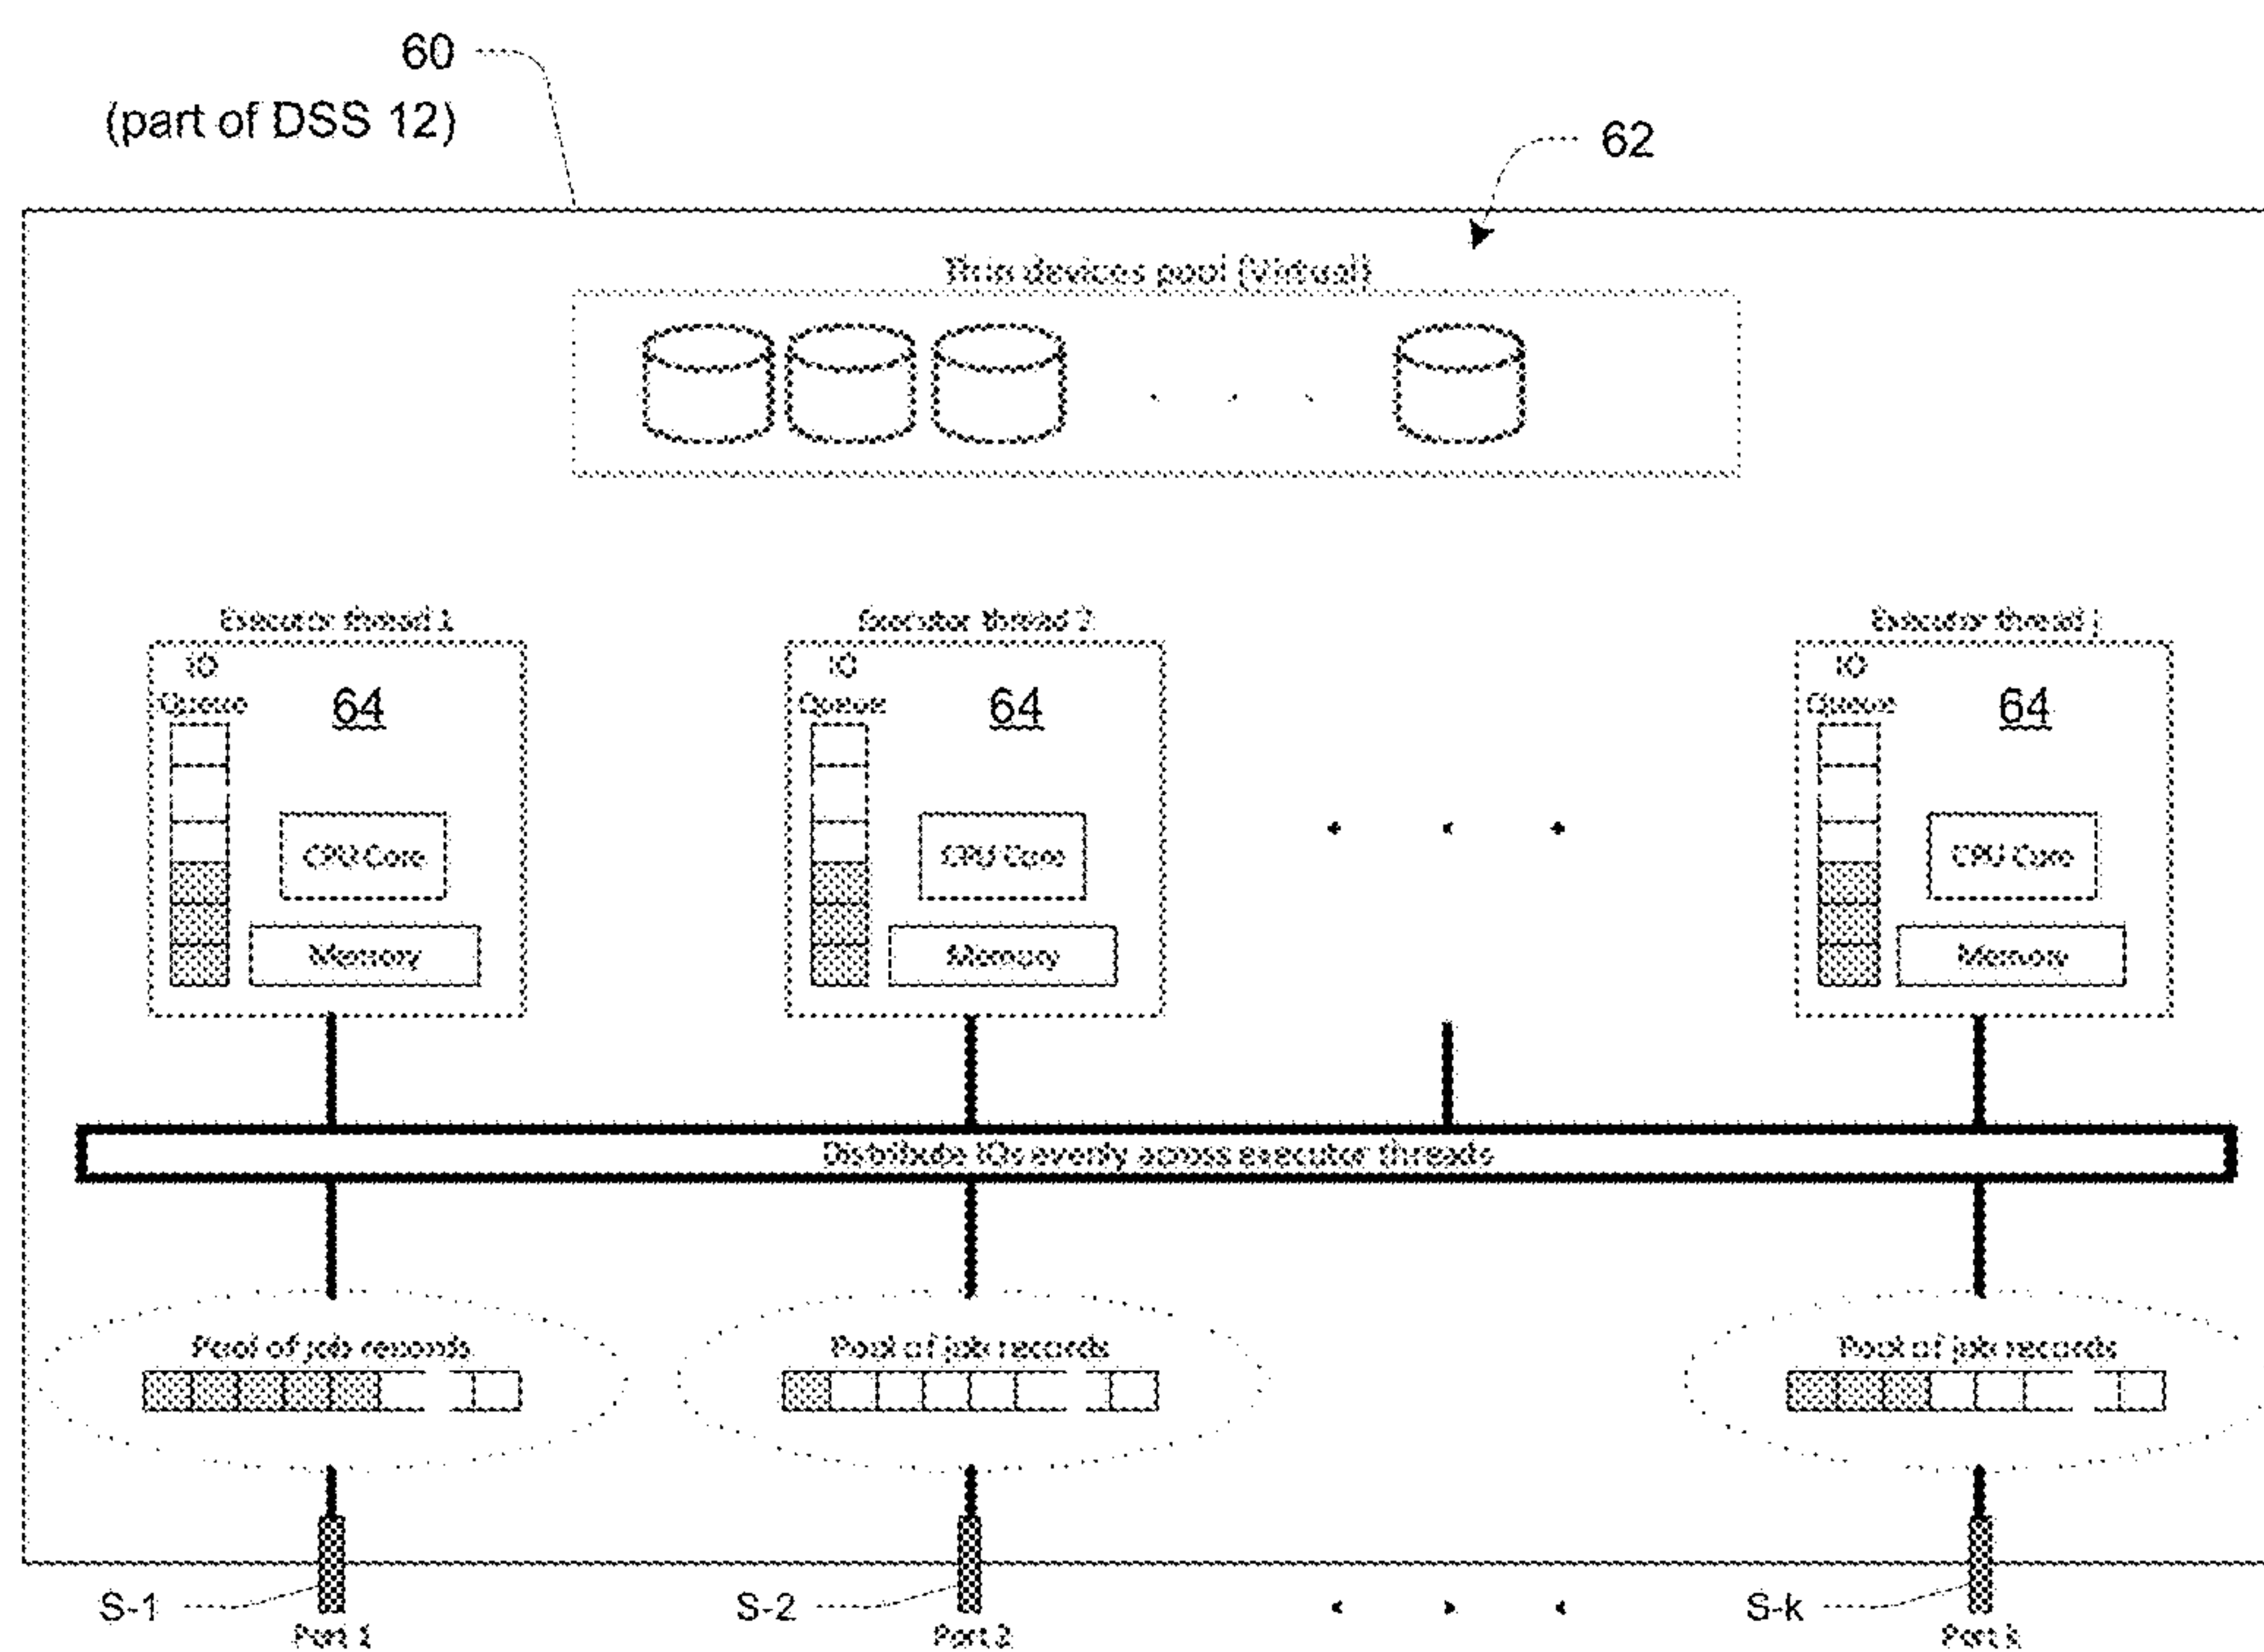 60
(part of DSS 12)
62
Thin devices pool (Virtual)
Executor thread 1
Executor thread 2
Executor thread j
IO
Queue
64
CPU Core
Memory
IO
Queue
64
CPU Core
Memory
IO
Queue
64
CPU Core
Memory
Distribute IOs evenly across executor threads
Pool of job records
Pool of job records
Pool of job records
S-1
S-2
S-k
Port 1
Port 2
Port k